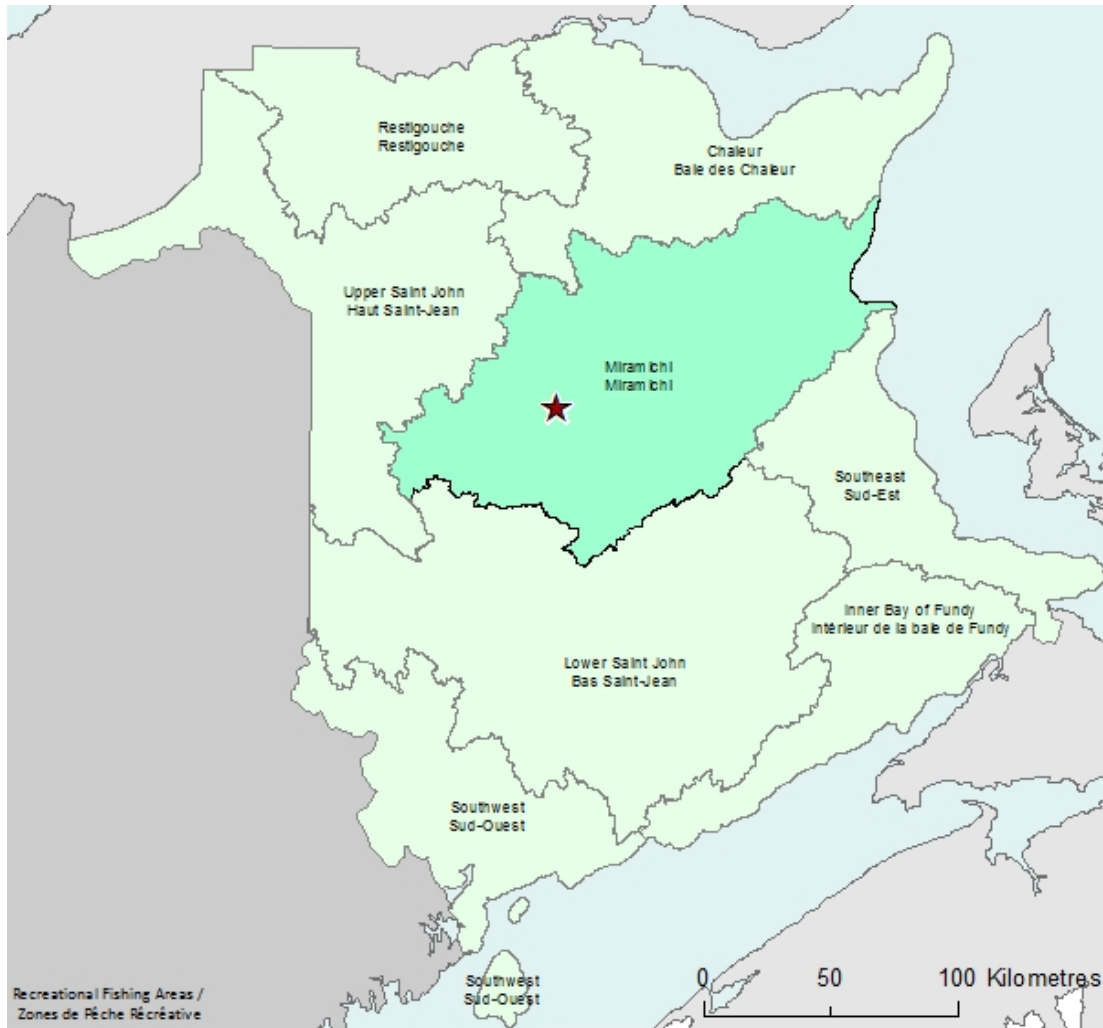 Restigouche
Restigouche
Chaleur
Baie des Chaleur
Upper Saint John
Haut Saint-Jean
Miramichi
Miramichi
Southeast
Sud-Est
Inner Bay of Fundy
Intérieur de la baie de Fundy
Lower Saint John
Bas Saint-Jean
Southwest
Sud-Ouest
Southwest
Sud-Ouest
0 50 100 Kilometres
Recreational Fishing Areas /
Zones de Pêche Récréative